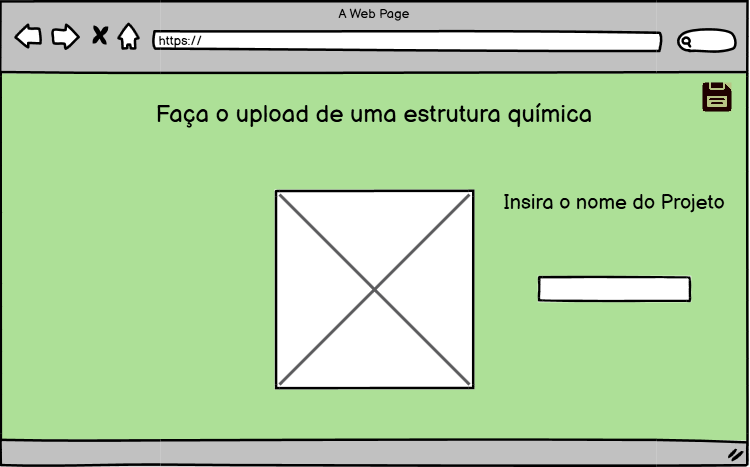 A Web Page
https://
Faça o upload de uma estrutura química
Insira o nome do Projeto